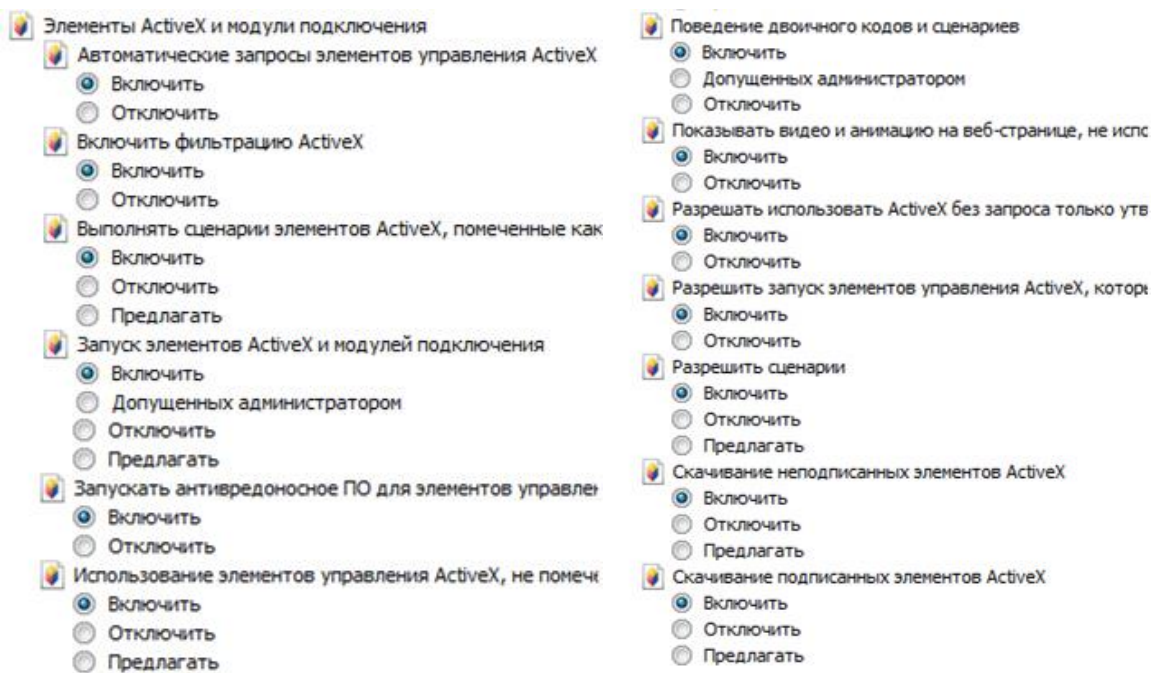 Элементы ActiveX и модули подключения
Автоматические запросы элементов управления ActiveX
Включить
Отключить
Включить фильтрацию ActiveX
Включить
Отключить
Выполнять сценарии элементов ActiveX, помеченные как
Включить
Отключить
Предлагать
Запуск элементов ActiveX и модулей подключения
Включить
Допущенных администратором
Отключить
Предлагать
Запускать антивредоносное ПО для элементов управлен
Включить
Отключить
Использование элементов управления ActiveX, не помече
Включить
Отключить
Предлагать
Поведение двоичного кодов и сценариев
Включить
Допущенных администратором
Отключить
Показывать видео и анимацию на веб-странице, не испо
Включить
Отключить
Разрешать использовать ActiveX без запроса только утв
Включить
Отключить
Разрешить запуск элементов управления ActiveX, которы
Включить
Отключить
Разрешить сценарии
Включить
Отключить
Предлагать
Скачивание неподписанных элементов ActiveX
Включить
Отключить
Предлагать
Скачивание подписанных элементов ActiveX
Включить
Отключить
Предлагать